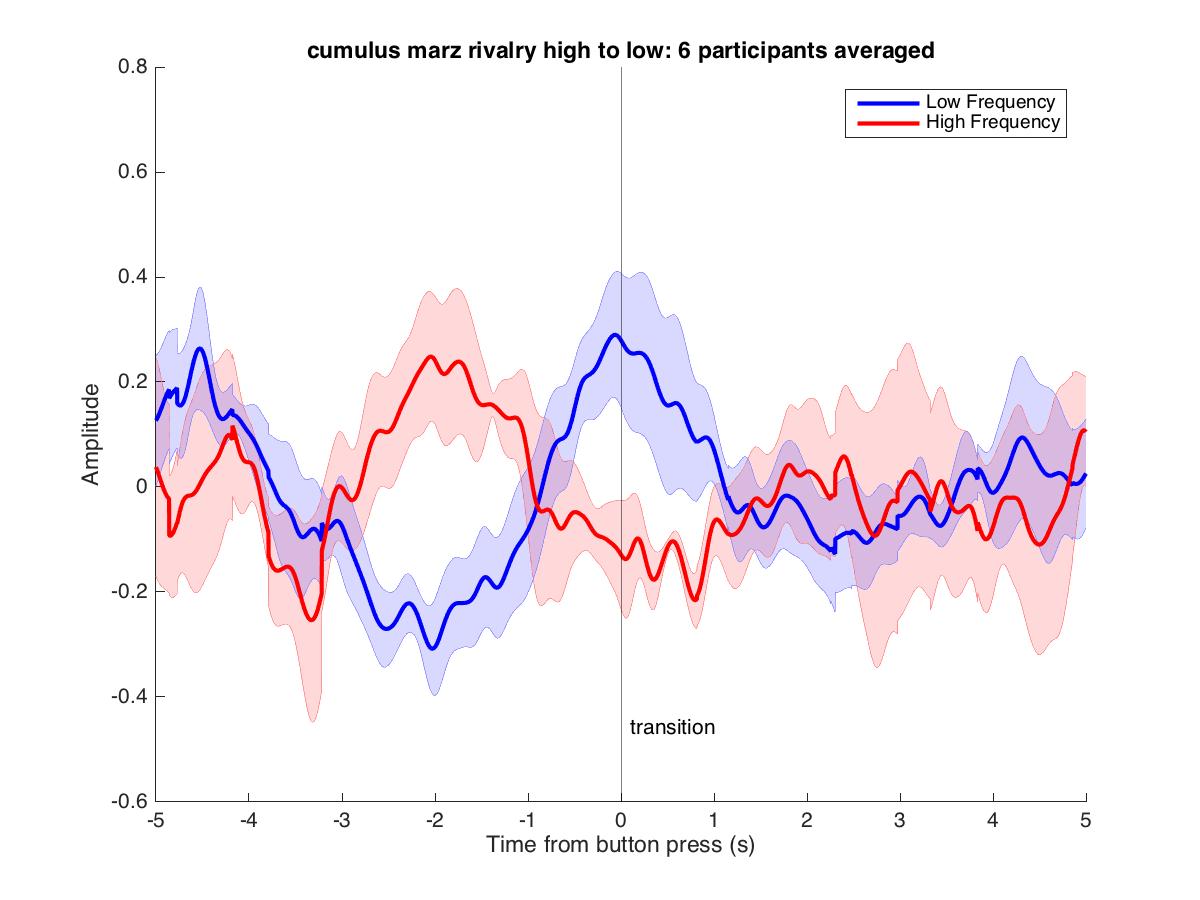 cumulus marz rivalry high to low: 6 participants averaged
0.8
0.6
0.4
0.2
0
-0.2
-0.4
-0.6
Amplitude
Low Frequency
High Frequency
transition
-5 -4 -3 -2 -1 0 1 2 3 4 5
Time from button press (s)